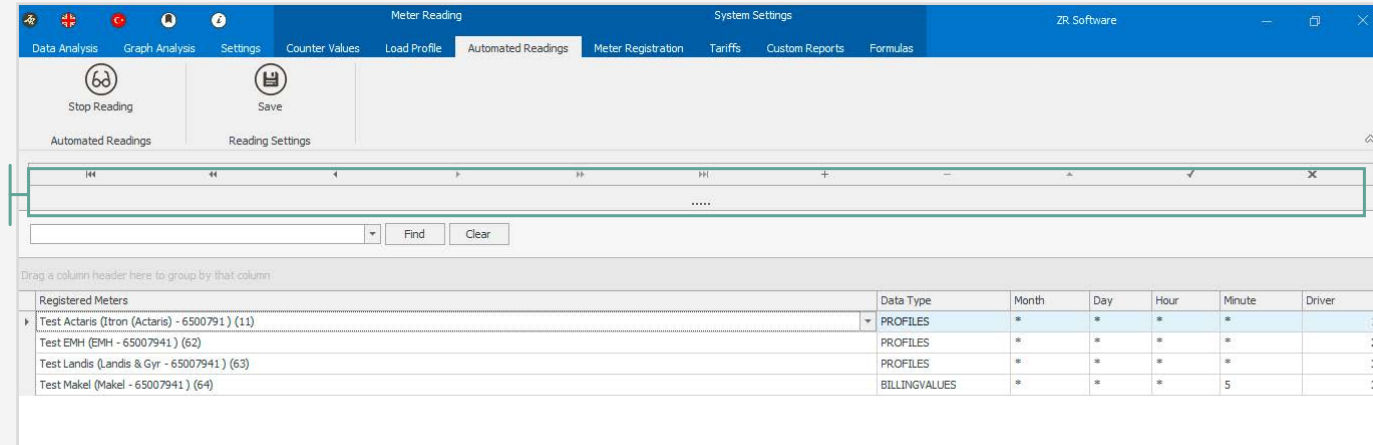 Meter Reading System Settings ZR Software
Data Analysis Graph Analysis Settings Counter Values Load Profile Automated Readings Meter Registration Tariffs Custom Reports Formulas
Stop Reading Save
Automated Readings Reading Settings
.....
Find Clear
Drag a column header here to group by that column
Registered Meters Data Type Month Day Hour Minute Driver
Test Actaris (Itron (Actaris) - 6500791 ) (11) PROFILES * * * *
Test EMH (EMH - 65007941 ) (62) PROFILES * * * *
Test Landis (Landis & Gyr - 65007941 ) (63) PROFILES * * * *
Test Makel (Makel - 65007941 ) (64) BILLINGVALUES * * * 5